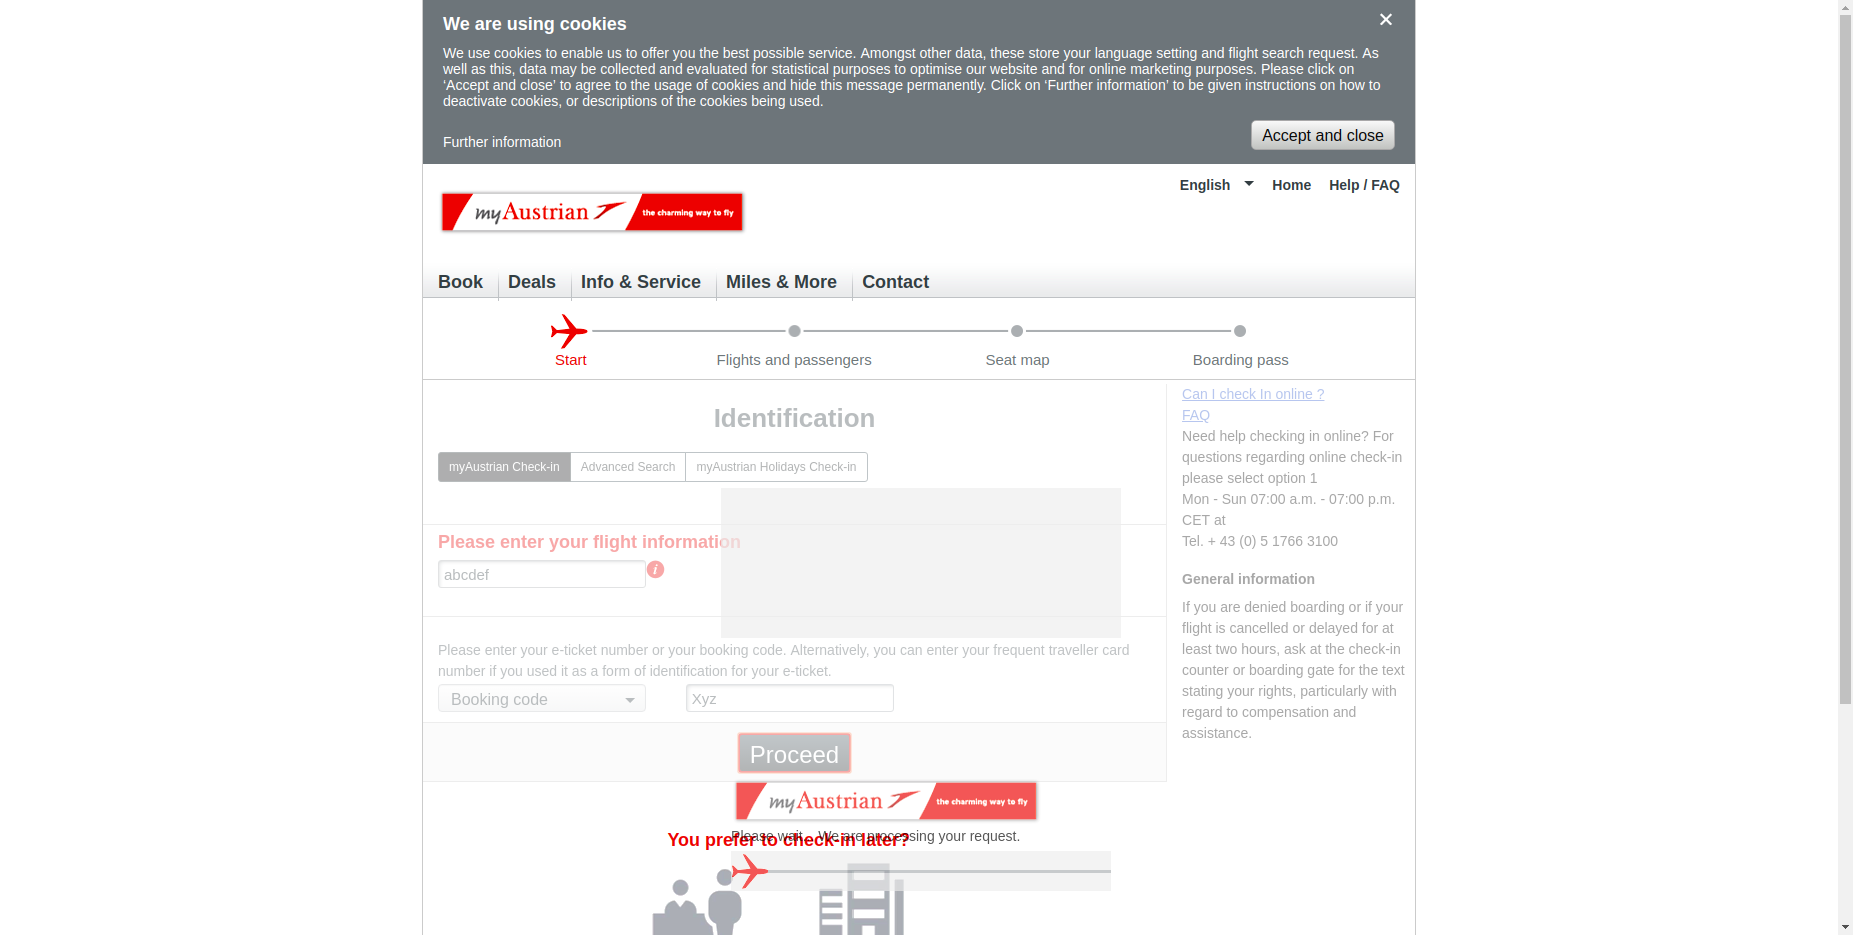 We are using cookies
We use cookies to enable us to offer you the best possible service. Amongst other data, these store your language setting and flight search request. As
well as this, data may be collected and evaluated for statistical purposes to optimise our website and for online marketing purposes. Please click on
‘Accept and close’ to agree to the usage of cookies and hide this message permanently. Click on ‘Further information’ to be given instructions on how to
deactivate cookies, or descriptions of the cookies being used.
Further information
Accept and close
English
Home
Help / FAQ
myAustrian
the charming way to fly
Book
Deals
Info & Service
Miles & More
Contact
Start
Flights and passengers
Seat map
Boarding pass
Identification
myAustrian Check-in
Advanced Search
myAustrian Holidays Check-in
Please enter your flight information
abcdef
i
Please enter your e-ticket number or your booking code. Alternatively, you can enter your frequent traveller card
number if you used it as a form of identification for your e-ticket.
Booking code
Xyz
Proceed
myAustrian
the charming way to fly
Please wait... We are processing your request.
You prefer to check-in later?
Can I check In online ?
FAQ
Need help checking in online? For
questions regarding online check-in
please select option 1
Mon - Sun 07:00 a.m. - 07:00 p.m.
CET at
Tel. + 43 (0) 5 1766 3100
General information
If you are denied boarding or if your
flight is cancelled or delayed for at
least two hours, ask at the check-in
counter or boarding gate for the text
stating your rights, particularly with
regard to compensation and
assistance.